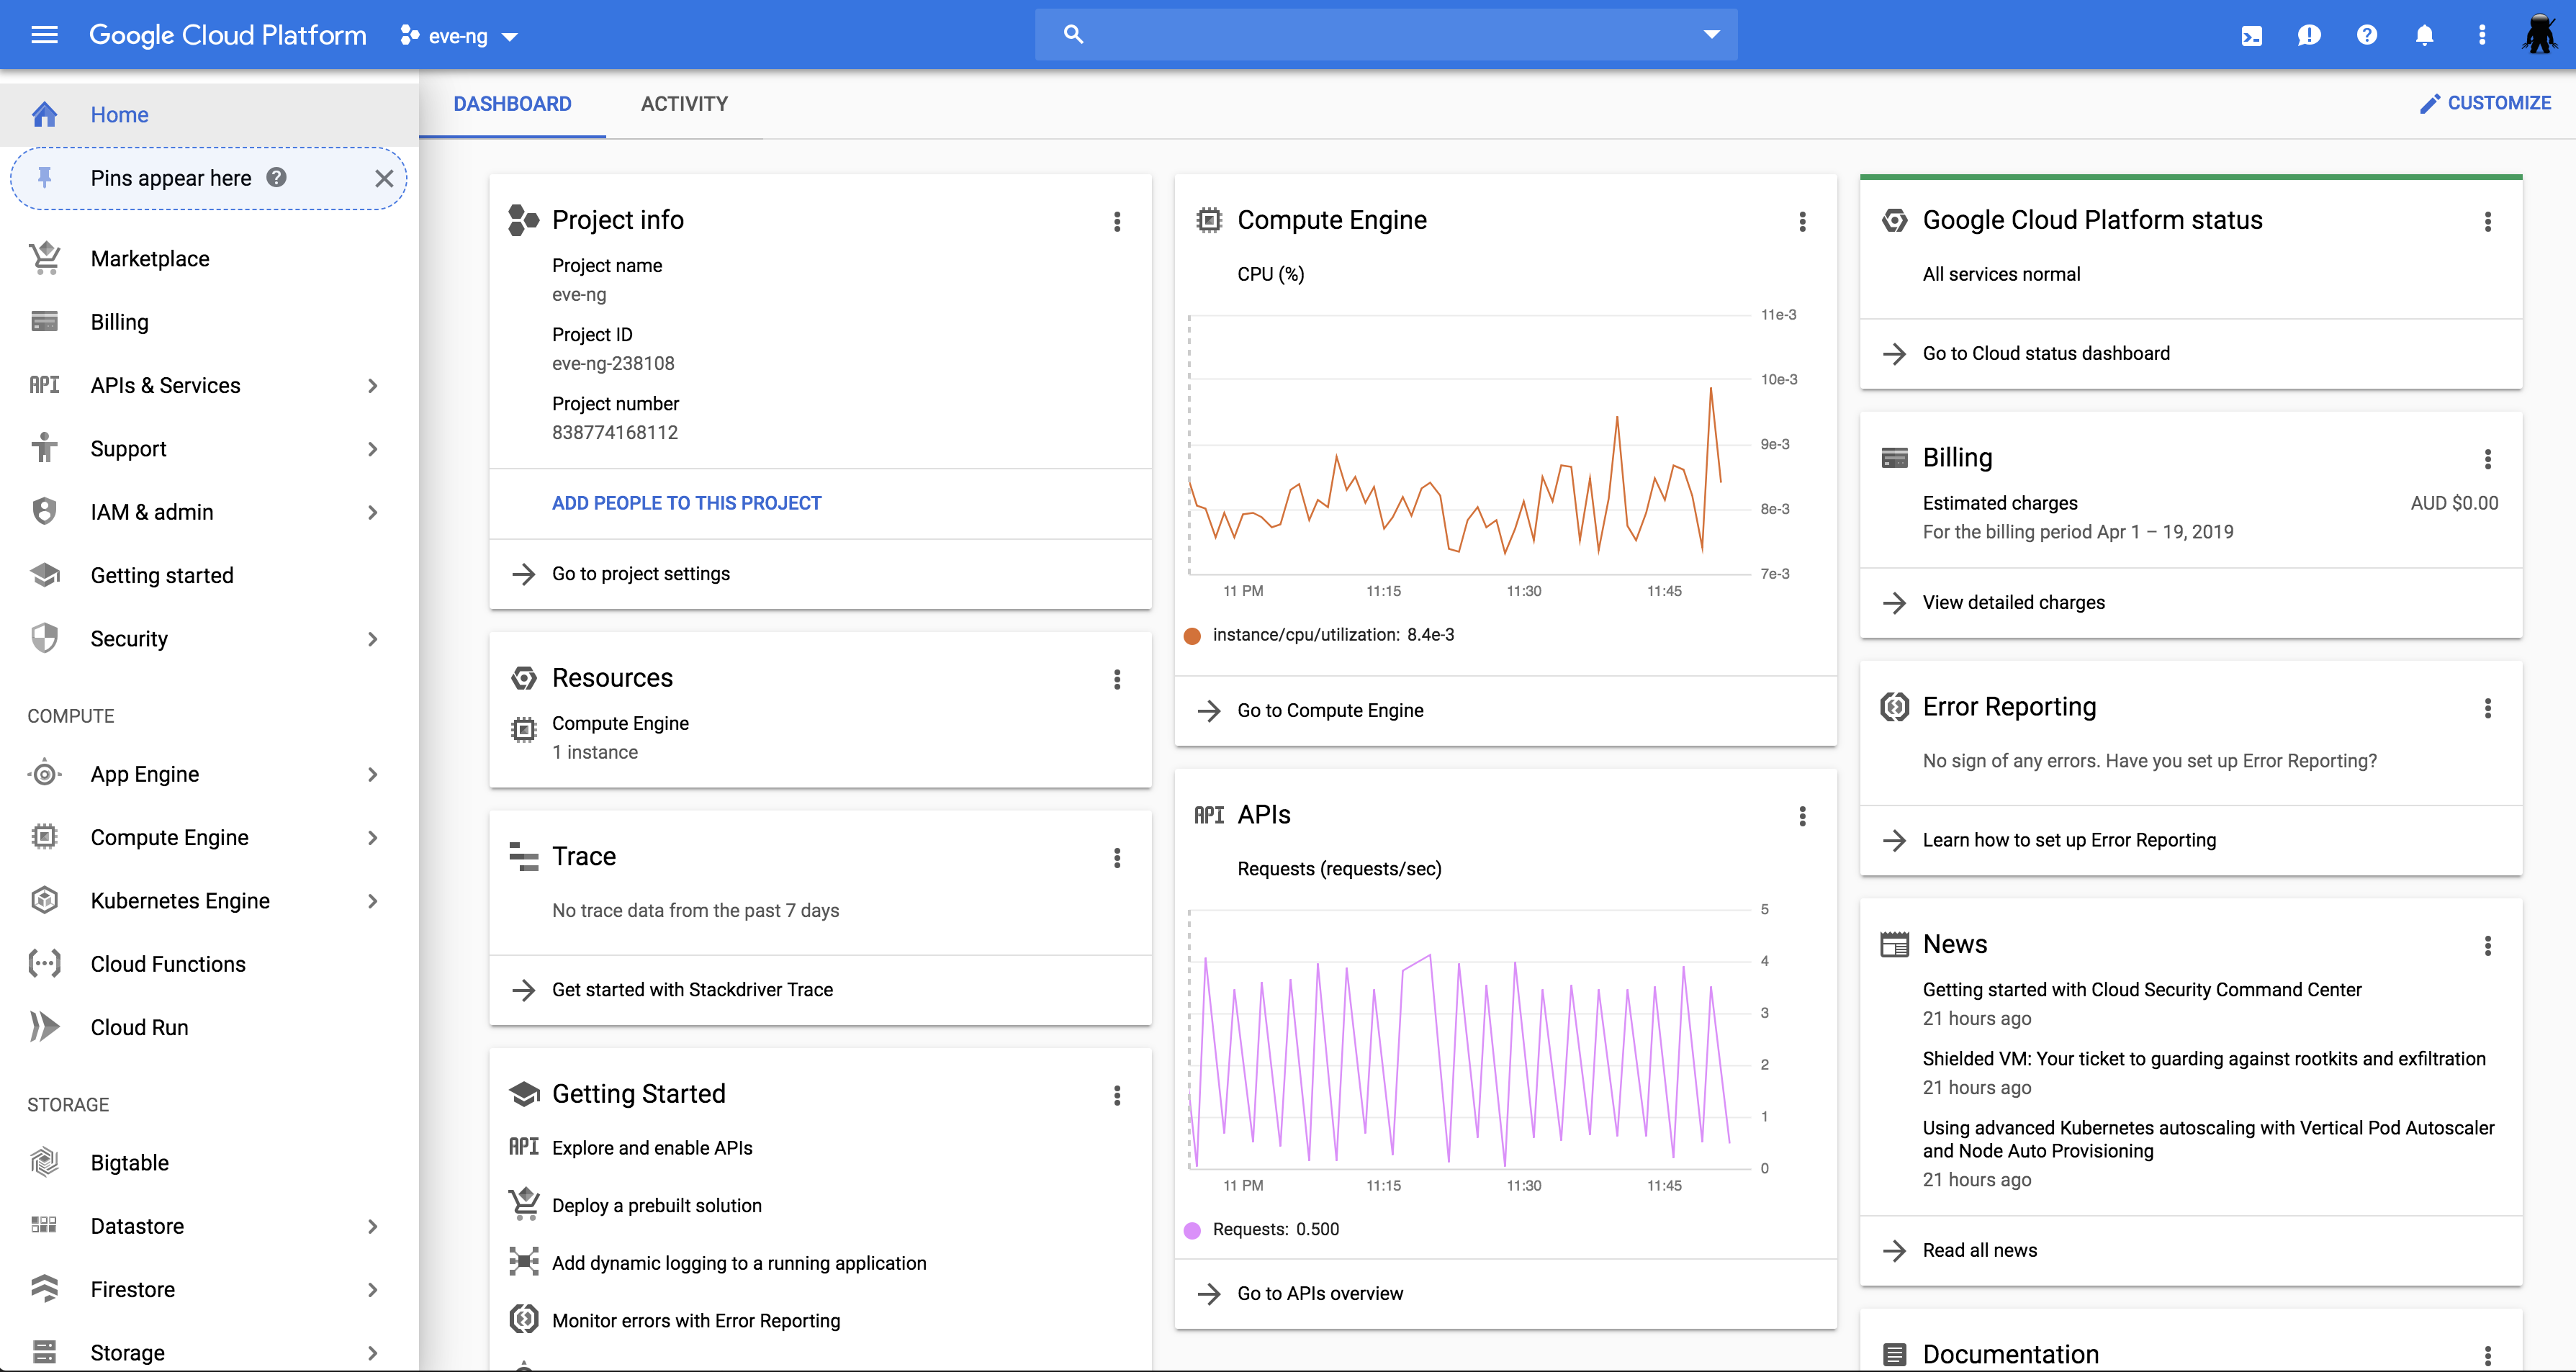 Google Cloud Platform
eve-ng
Home
Pins appear here
Marketplace
Billing
API
APIs & Services
Support
IAM & admin
Getting started
Security
COMPUTE
App Engine
Compute Engine
Kubernetes Engine
Cloud Functions
Cloud Run
STORAGE
Bigtable
Datastore
Firestore
Storage
DASHBOARD
ACTIVITY
CUSTOMIZE
Project info
Project name
eve-ng
Project ID
eve-ng-238108
Project number
838774168112
ADD PEOPLE TO THIS PROJECT
Go to project settings
Resources
Compute Engine
1 instance
Trace
No trace data from the past 7 days
Get started with Stackdriver Trace
Getting Started
API
Explore and enable APIs
Deploy a prebuilt solution
Add dynamic logging to a running application
Monitor errors with Error Reporting
Compute Engine
CPU (%)
11e-3
10e-3
9e-3
8e-3
7e-3
11 PM 11:15 11:30 11:45
instance/cpu/utilization: 8.4e-3
Go to Compute Engine
API
APIs
Requests (requests/sec)
5
4
3
2
1
0
11 PM 11:15 11:30 11:45
Requests: 0.500
Go to APIs overview
Google Cloud Platform status
All services normal
Go to Cloud status dashboard
Billing
Estimated charges AUD $0.00
For the billing period Apr 1 – 19, 2019
View detailed charges
Error Reporting
No sign of any errors. Have you set up Error Reporting?
Learn how to set up Error Reporting
News
Getting started with Cloud Security Command Center
21 hours ago
Shielded VM: Your ticket to guarding against rootkits and exfiltration
21 hours ago
Using advanced Kubernetes autoscaling with Vertical Pod Autoscaler
and Node Auto Provisioning
21 hours ago
Read all news
Documentation